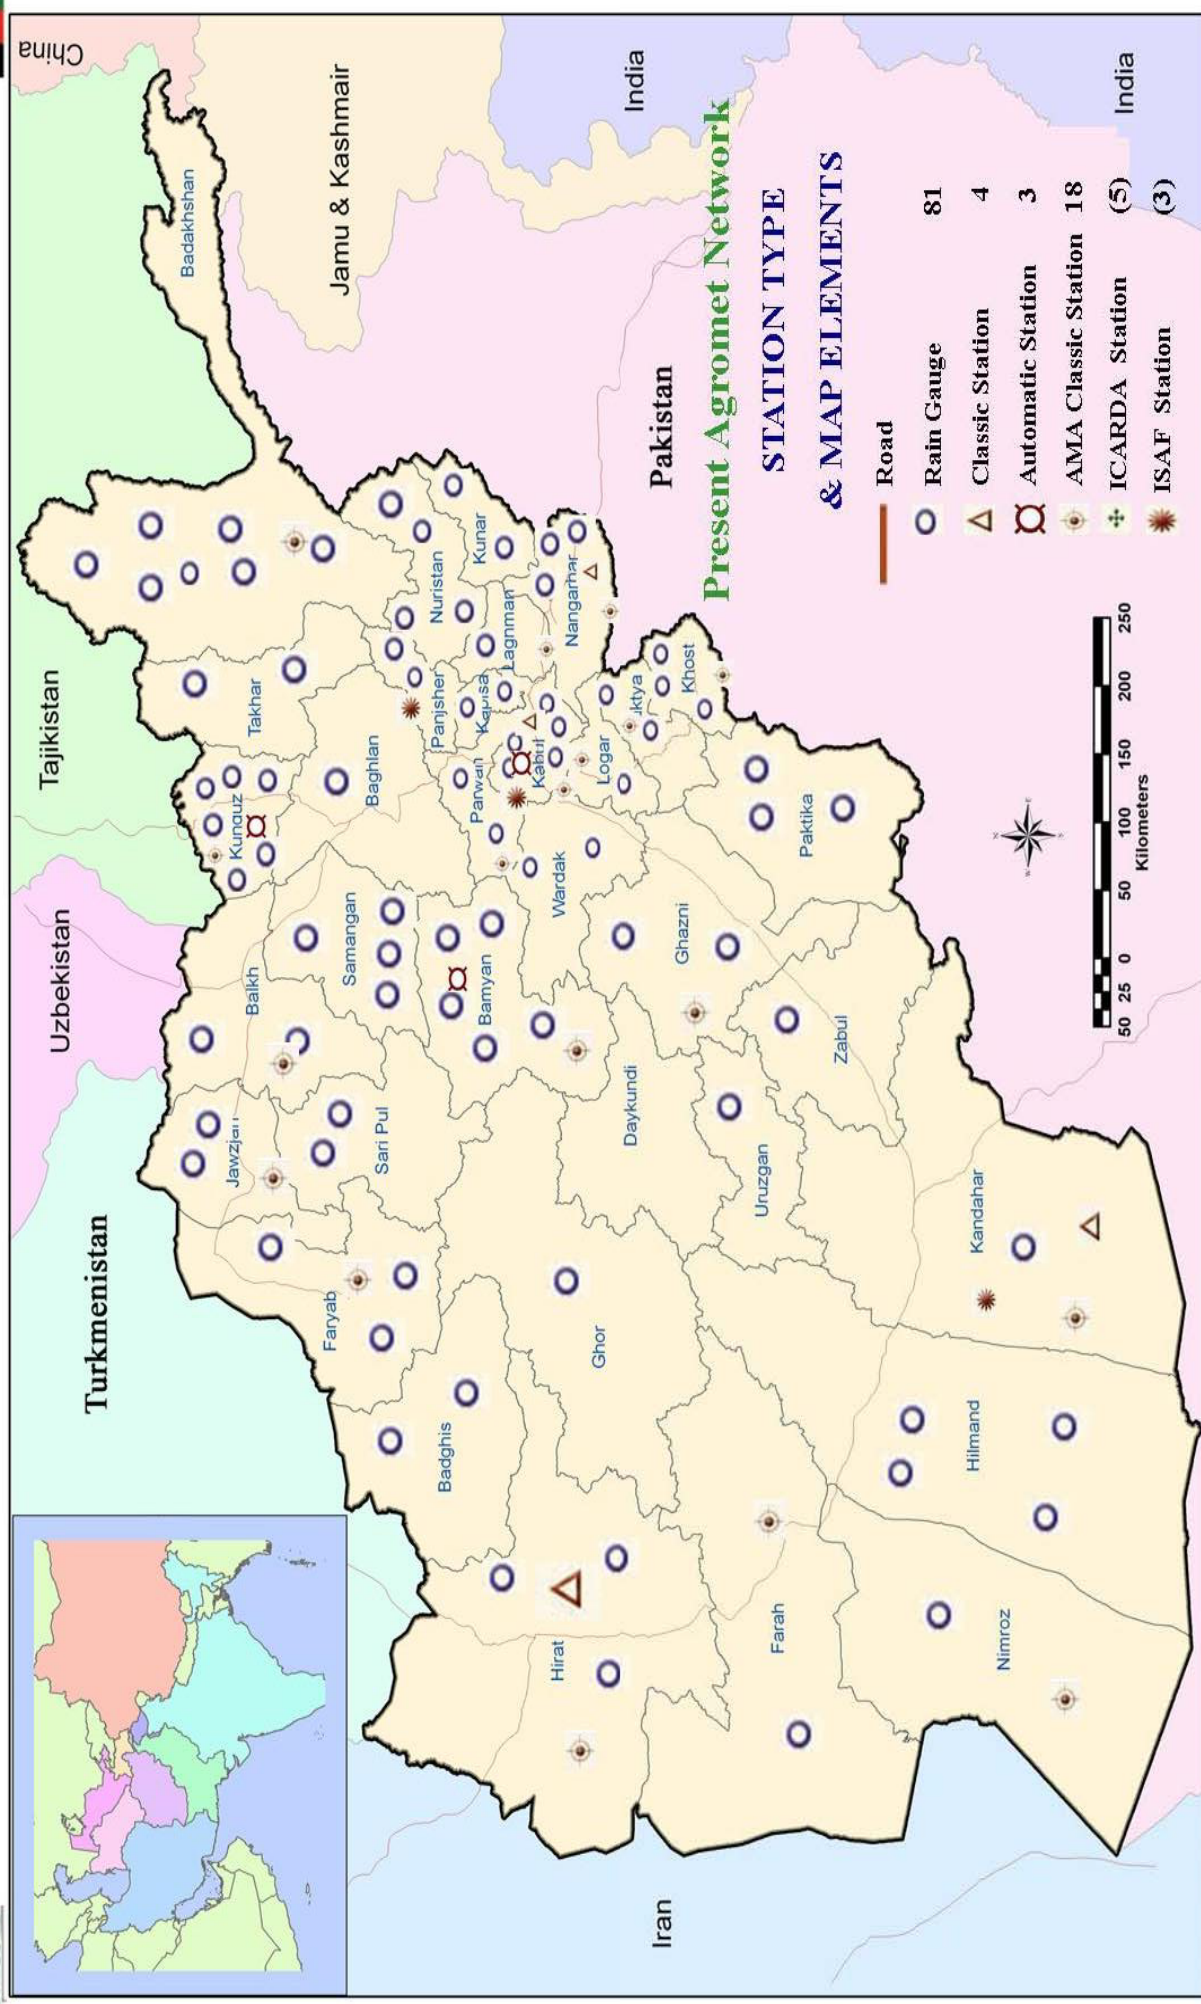 Uzbekistan
Tajikistan
China
Turkmenistan
Badakhshan
Jawzjan
Balkh
Kunduz
Takhar
Faryab
Samangan
Jamu & Kashmair
Sari Pul
Baghlan
Badghis
Panjsher
Nuristan
Bamyan
Parwan
Kapisa
Kunar
Laghman
Hirat
Wardak
Kabul
Nangarhar
Ghor
Logar
Daykundi
India
Iran
Ghazni
Pakistan
Khost
Uruzgan
Farah
Paktika
Zabul
Hilmand
Kandahar
Nimroz
Present Agromet Network
STATION TYPE
& MAP ELEMENTS
Road
Rain Gauge 81
Classic Station 4
Automatic Station 3
AMA Classic Station 18
ICARDA Station (5)
ISAF Station (3)
India
50 25 0 50 100 150 200 250
Kilometers